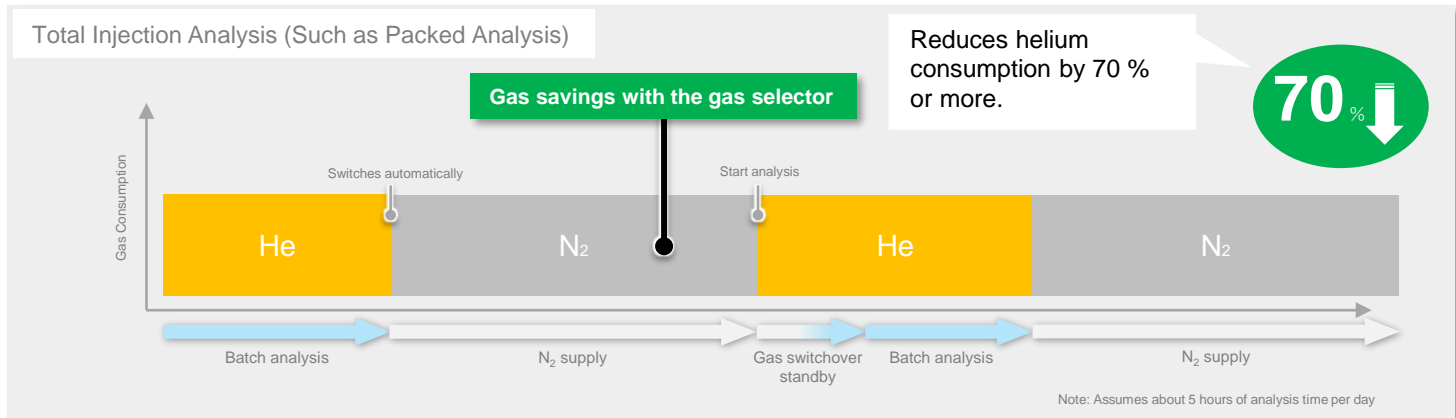 Total Injection Analysis (Such as Packed Analysis)
Reduces helium
consumption by 70 %
or more.
70 %
Gas savings with the gas selector
Gas Consumption
Switches automatically
Start analysis
He
N₂
He
N₂
Batch analysis
N₂ supply
Gas switchover
standby
Batch analysis
N₂ supply
Note: Assumes about 5 hours of analysis time per day